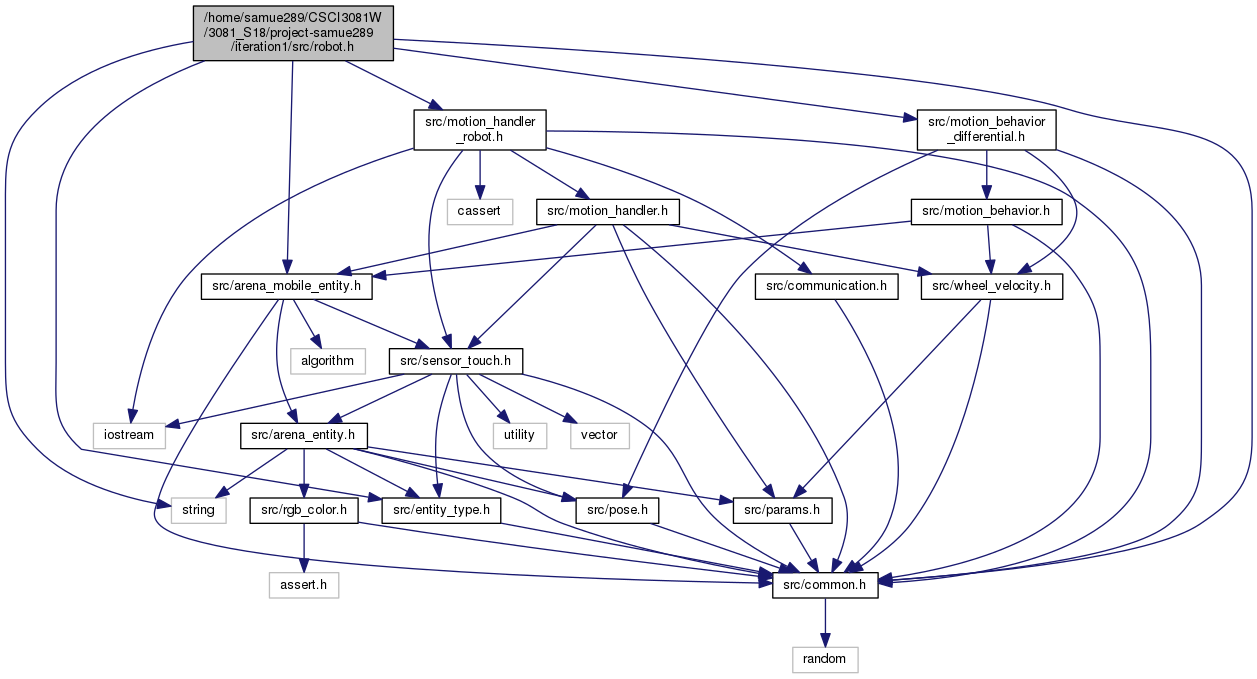 /home/samue289/CSCI3081W
/3081_S18/project-samue289
/iteration1/src/robot.h
src/motion_handler
_robot.h
src/motion_behavior
_differential.h
cassert
src/motion_handler.h
src/motion_behavior.h
src/arena_mobile_entity.h
src/communication.h
src/wheel_velocity.h
algorithm
src/sensor_touch.h
iostream
src/arena_entity.h
utility
vector
string
src/rgb_color.h
src/entity_type.h
src/pose.h
src/params.h
assert.h
src/common.h
random